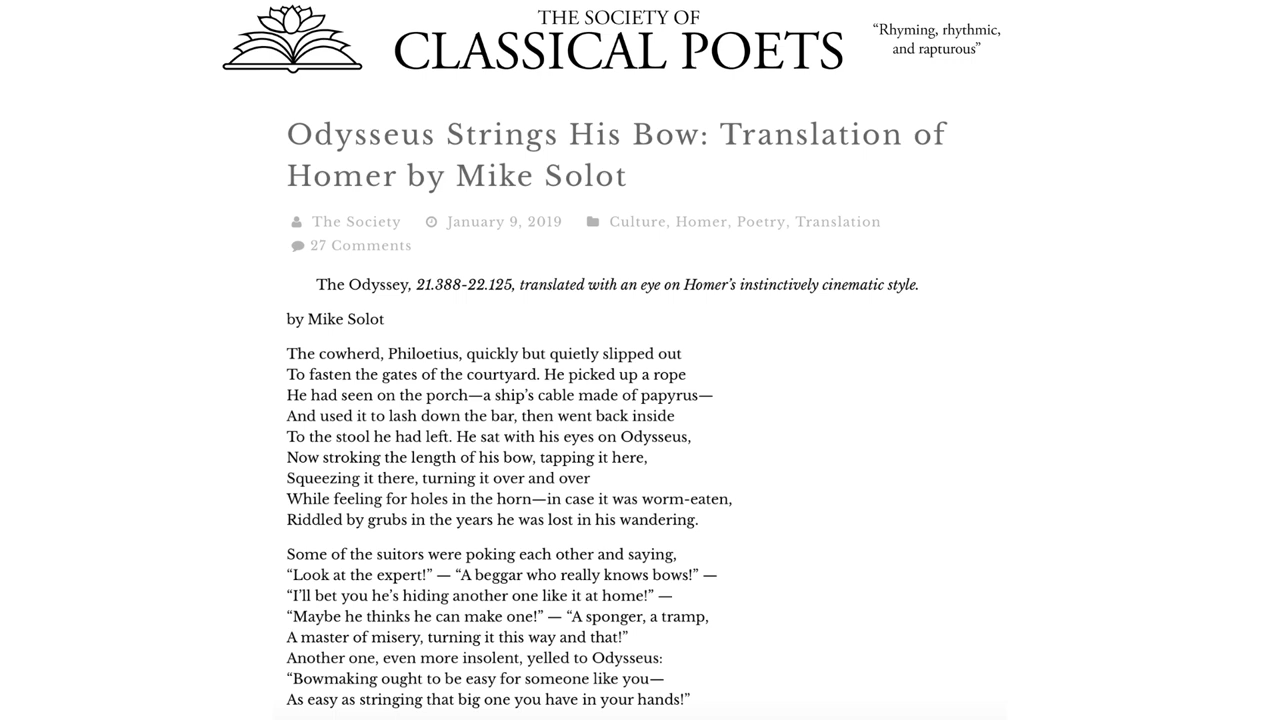 THE SOCIETY OF
CLASSICAL POETS
“Rhyming, rhythmic,
and rapturous”
Odysseus Strings His Bow: Translation of
Homer by Mike Solot
The Society January 9, 2019 Culture, Homer, Poetry, Translation
27 Comments
The Odyssey, 21.388-22.125, translated with an eye on Homer’s instinctively cinematic style.
by Mike Solot
The cowherd, Philoetius, quickly but quietly slipped out
To fasten the gates of the courtyard. He picked up a rope
He had seen on the porch—a ship’s cable made of papyrus—
And used it to lash down the bar, then went back inside
To the stool he had left. He sat with his eyes on Odysseus,
Now stroking the length of his bow, tapping it here,
Squeezing it there, turning it over and over
While feeling for holes in the horn—in case it was worm-eaten,
Riddled by grubs in the years he was lost in his wandering.
Some of the suitors were poking each other and saying,
“Look at the expert!” — “A beggar who really knows bows!” —
“I’ll bet you he’s hiding another one like it at home!” —
“Maybe he thinks he can make one!” — “A sponger, a tramp,
A master of misery, turning it this way and that!”
Another one, even more insolent, yelled to Odysseus:
“Bowmaking ought to be easy for someone like you—
As easy as stringing that big one you have in your hands!”